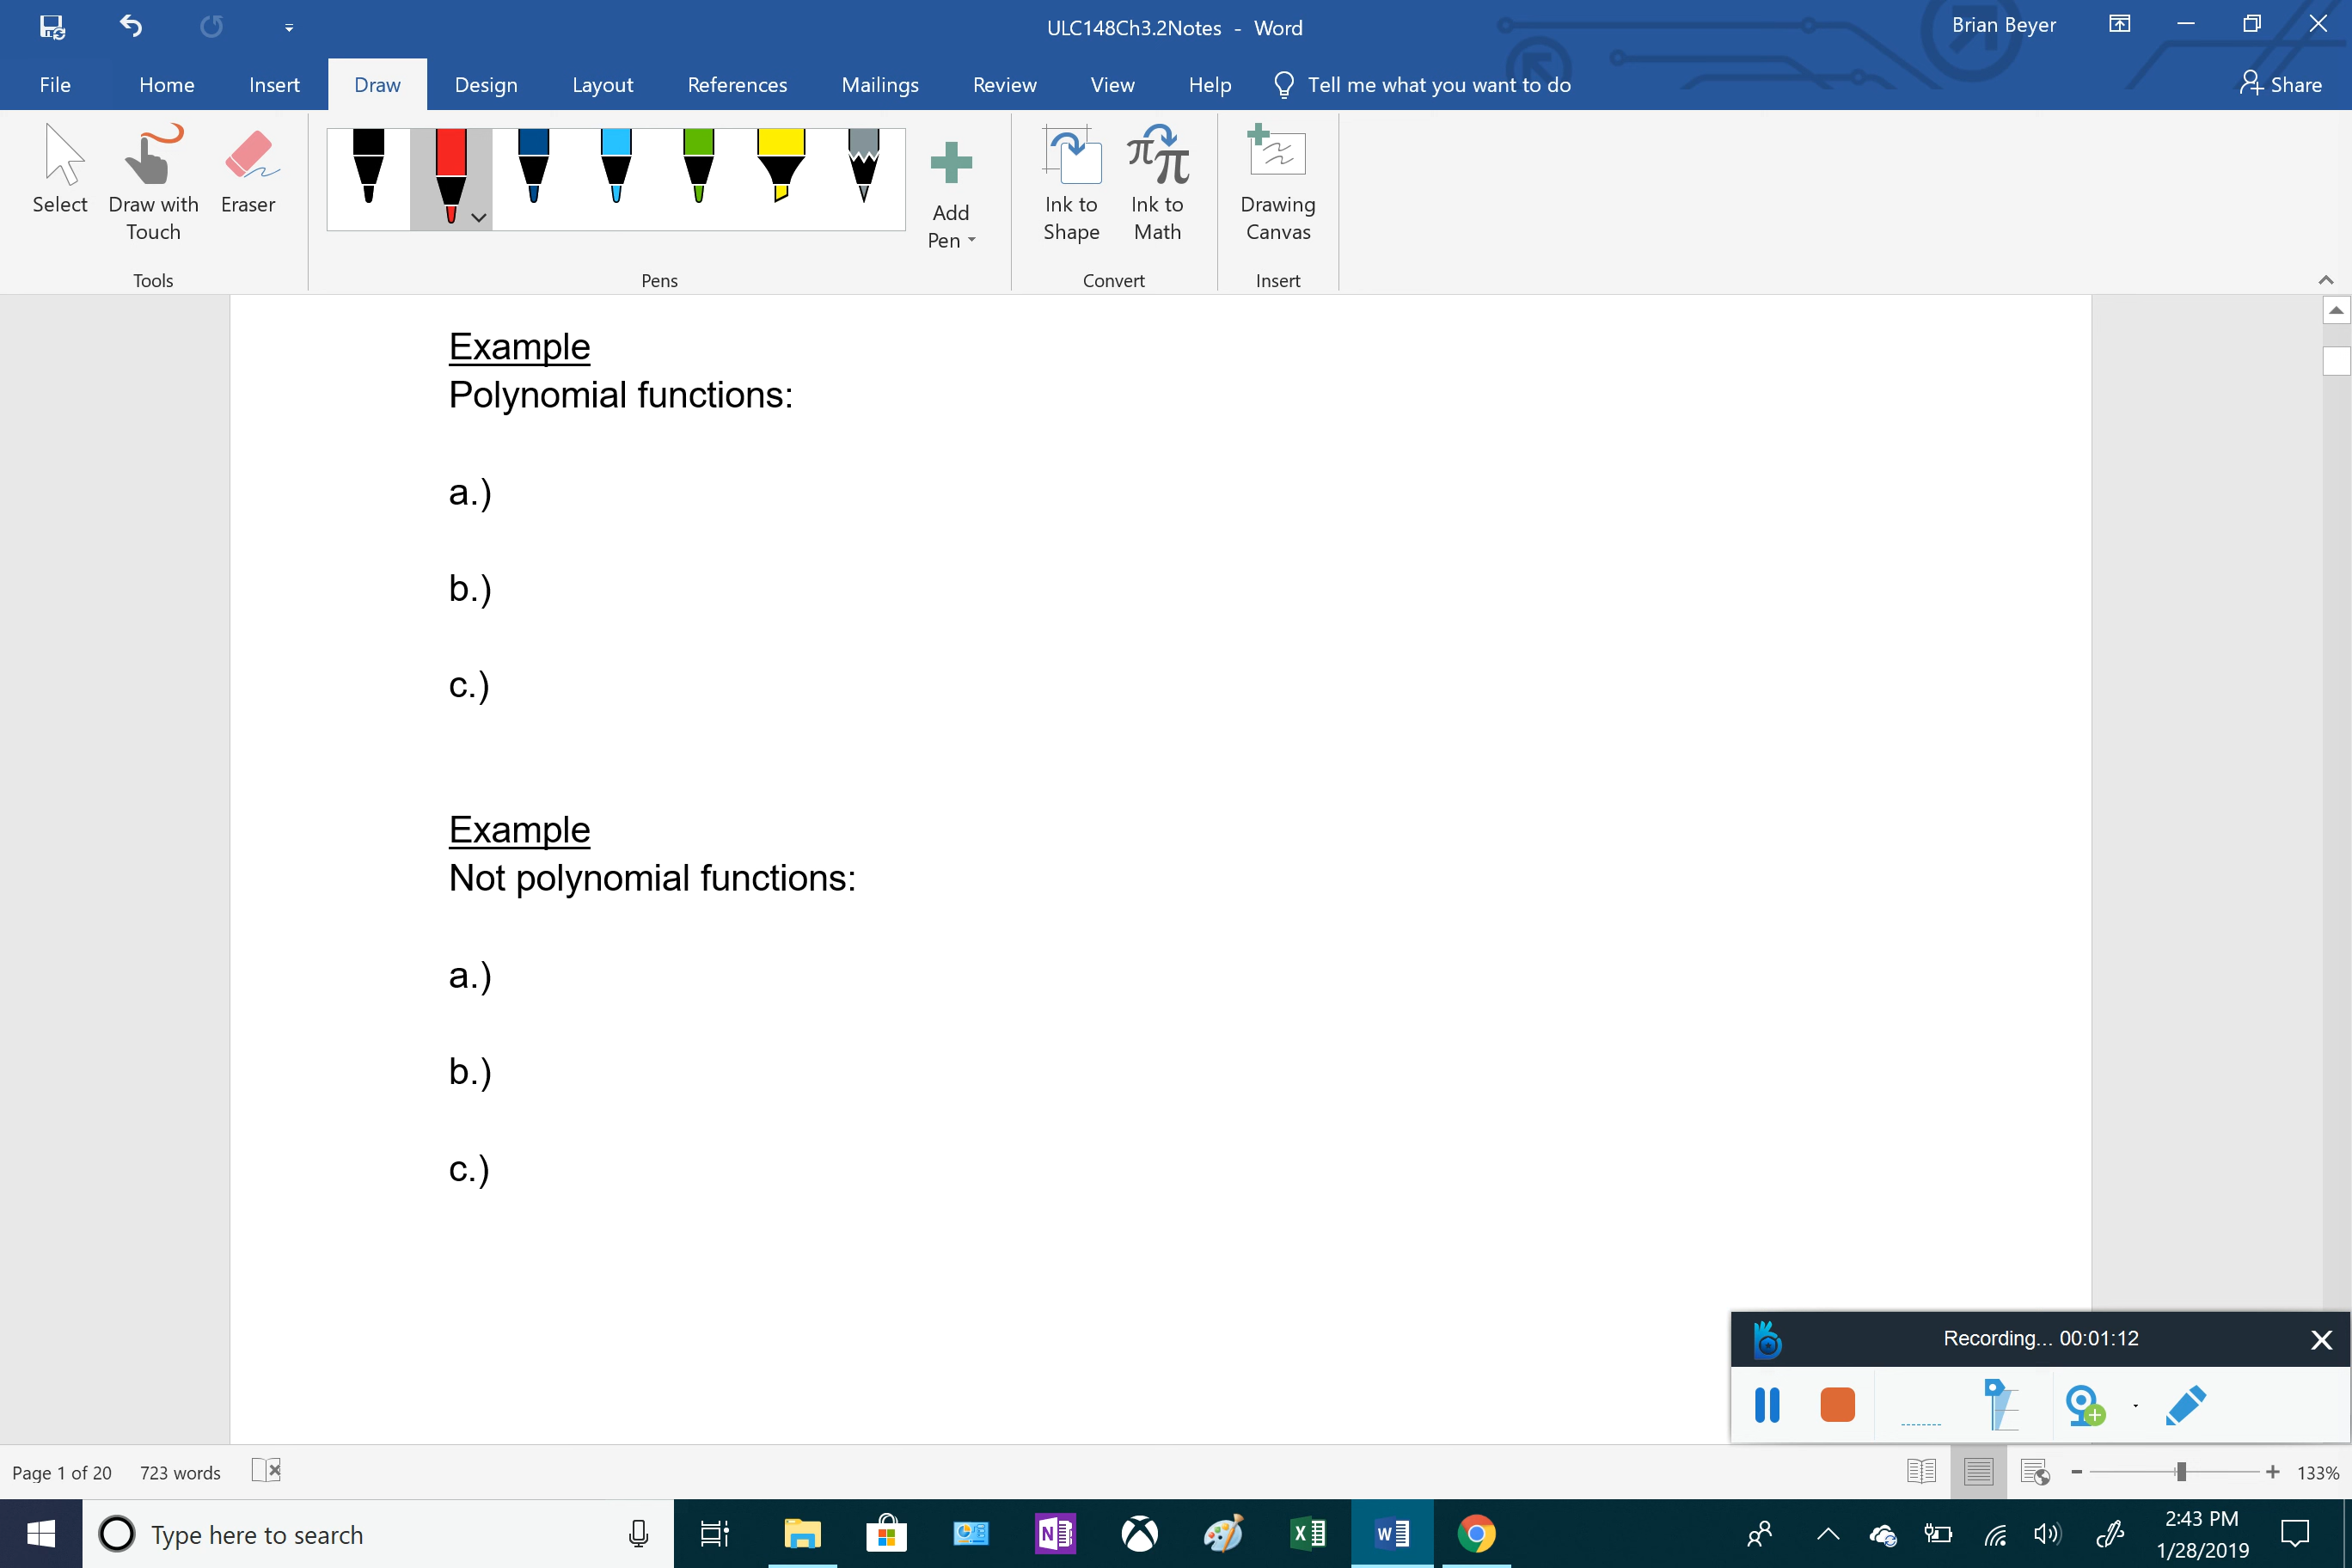 ULC148Ch3.2Notes - Word
Brian Beyer
File Home Insert Draw Design Layout References Mailings Review View Help Tell me what you want to do Share
Select Draw with Touch Eraser Add Pen Ink to Shape Ink to Math Drawing Canvas
Tools Pens Convert Insert
Example
Polynomial functions:
a.)
b.)
c.)
Example
Not polynomial functions:
a.)
b.)
c.)
Recording... 00:01:12
Page 1 of 20 723 words 133%
Type here to search
2:43 PM
1/28/2019